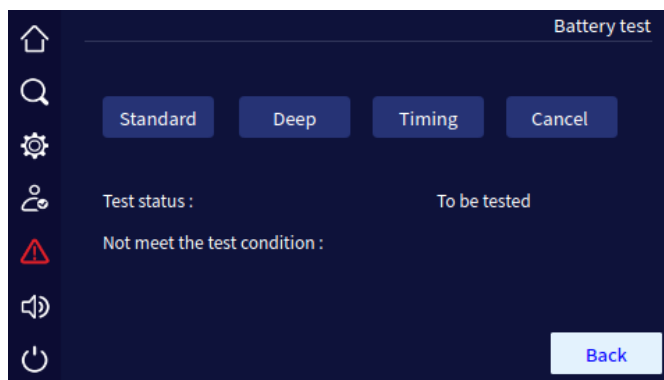 Battery test
Standard Deep Timing Cancel
Test status : To be tested
Not meet the test condition :
Back